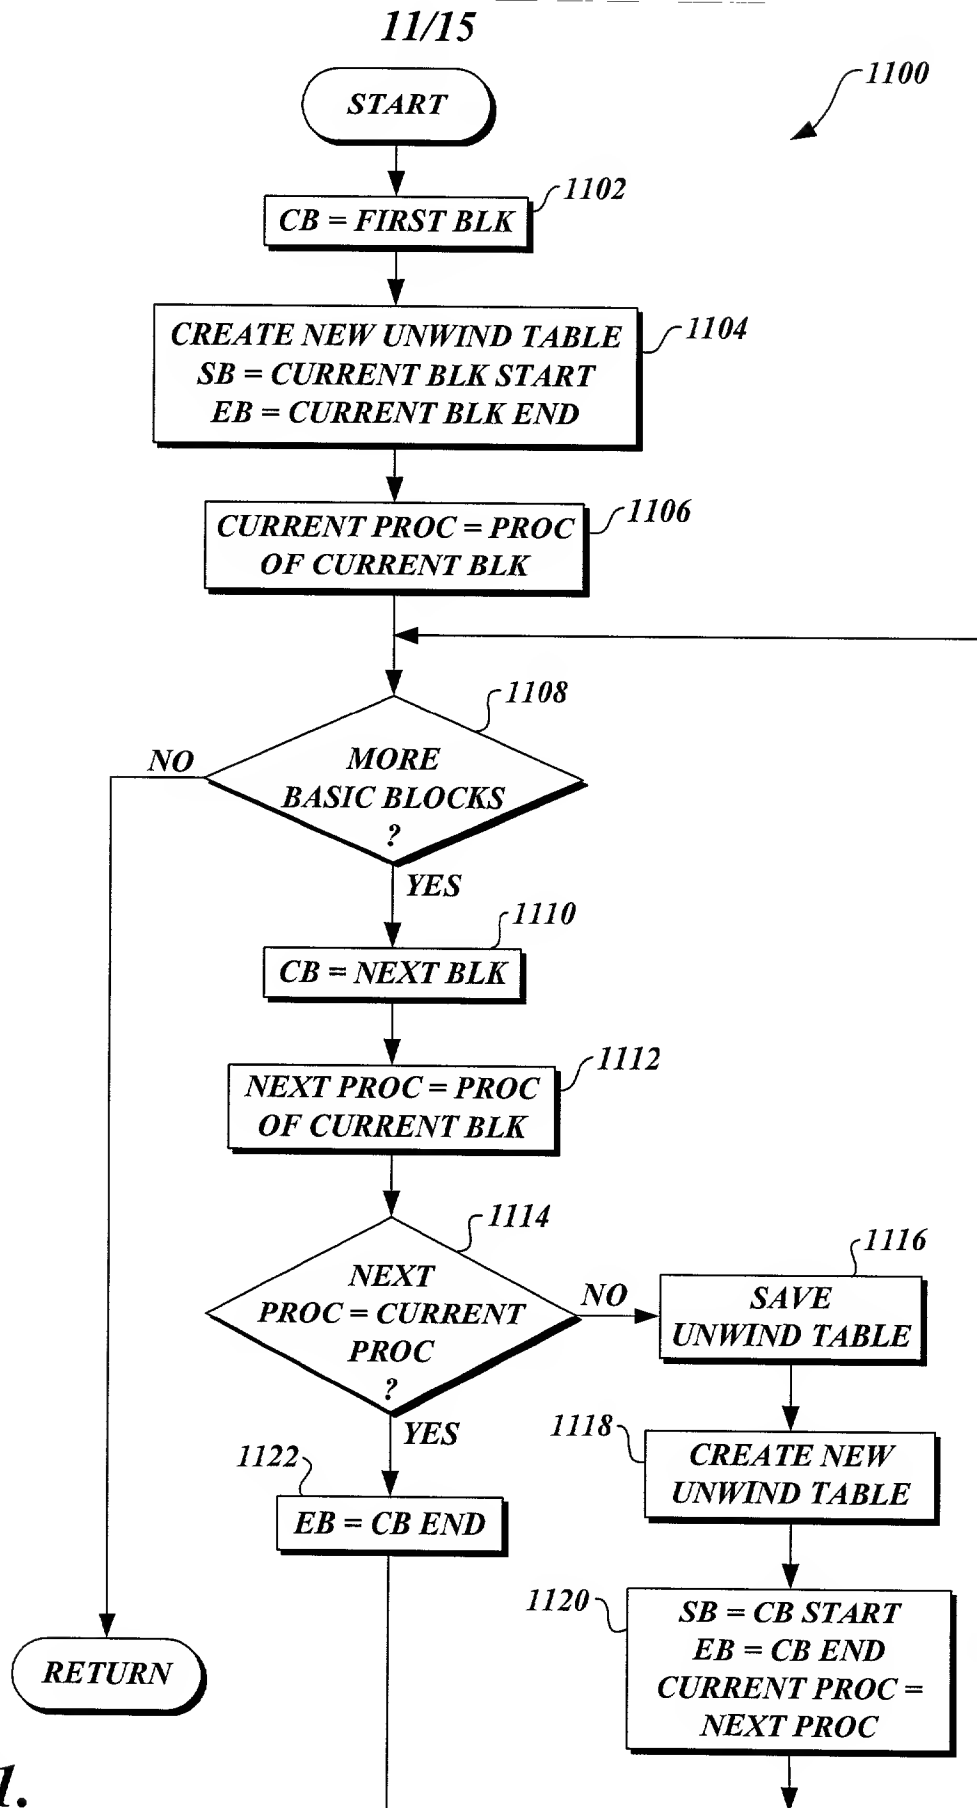 11/15
1100
START
1102
CB = FIRST BLK
1104
CREATE NEW UNWIND TABLE
SB = CURRENT BLK START
EB = CURRENT BLK END
1106
CURRENT PROC = PROC
OF CURRENT BLK
1108
NO
MORE
BASIC BLOCKS
?
YES
1110
CB = NEXT BLK
1112
NEXT PROC = PROC
OF CURRENT BLK
1114
NEXT
PROC = CURRENT
PROC
?
NO
1116
SAVE
UNWIND TABLE
YES
1118
CREATE NEW
UNWIND TABLE
1122
EB = CB END
1120
SB = CB START
EB = CB END
CURRENT PROC =
NEXT PROC
RETURN